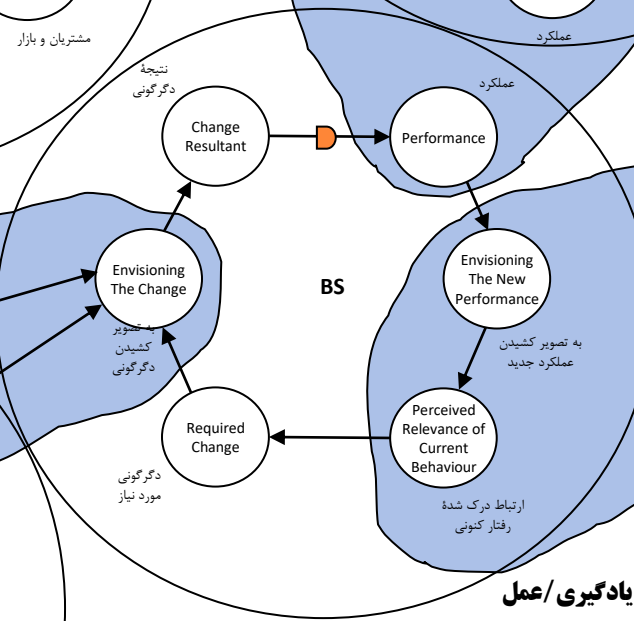 مشتریان و بازار
عملکرد
نتیجۀ
دگرگونی
عملکرد
Change
Resultant
Performance
Envisioning
The Change
BS
Envisioning
The New
Performance
به تصویر
کشیدن
دگرگونی
به تصویر کشیدن
عملکرد جدید
Required
Change
Perceived
Relevance of
Current
Behaviour
دگرگونی
مورد نیاز
ارتباط درک شدۀ
رفتار کنونی
یادگیری/عمل